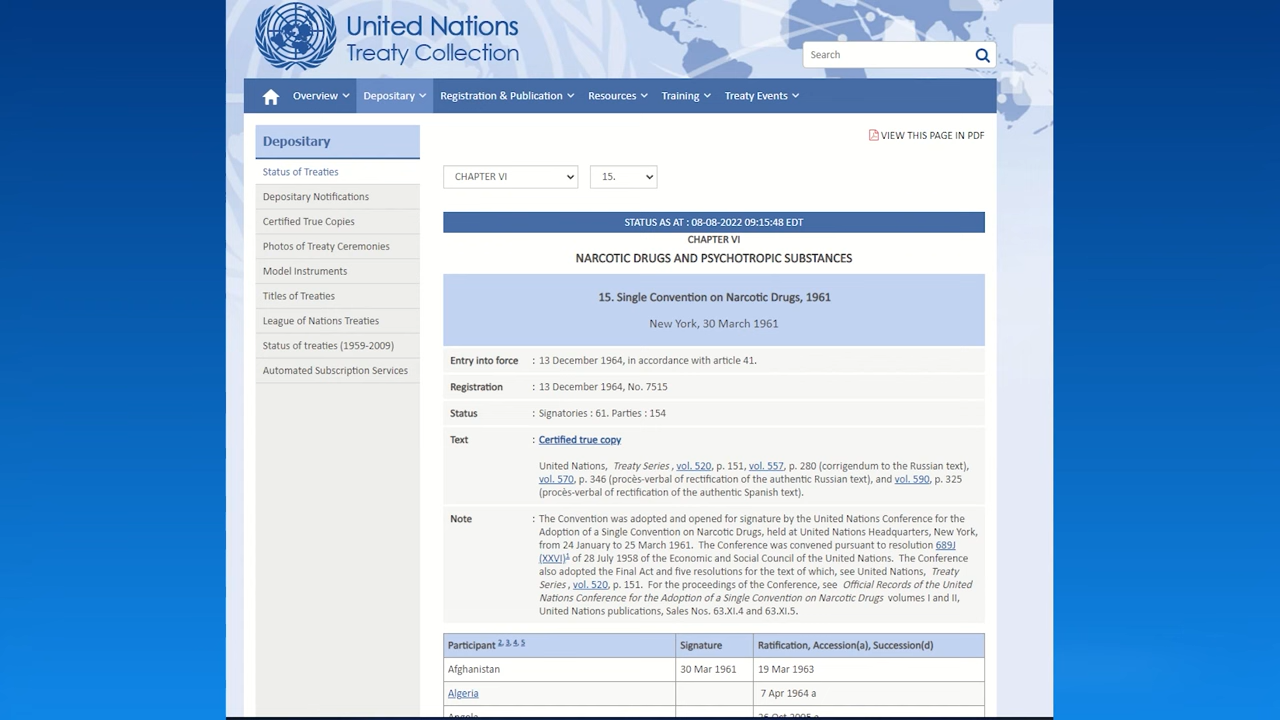 United Nations
Treaty Collection
Search
Overview
Depositary
Registration & Publication
Resources
Training
Treaty Events
Depositary
Status of Treaties
Depositary Notifications
Certified True Copies
Photos of Treaty Ceremonies
Model Instruments
Titles of Treaties
League of Nations Treaties
Status of treaties (1959-2009)
Automated Subscription Services
VIEW THIS PAGE IN PDF
CHAPTER VI
15.
STATUS AS AT : 08-08-2022 09:15:48 EDT
CHAPTER VI
NARCOTIC DRUGS AND PSYCHOTROPIC SUBSTANCES
15. Single Convention on Narcotic Drugs, 1961
New York, 30 March 1961
Entry into force : 13 December 1964, in accordance with article 41.
Registration : 13 December 1964, No. 7515
Status : Signatories : 61. Parties : 154
Text : Certified true copy
United Nations, Treaty Series , vol. 520, p. 151, vol. 557, p. 280 (corrigendum to the Russian text),
vol. 570, p. 346 (procès-verbal of rectification of the authentic Russian text), and vol. 590, p. 325
(procès-verbal of rectification of the authentic Spanish text).
Note : The Convention was adopted and opened for signature by the United Nations Conference for the
Adoption of a Single Convention on Narcotic Drugs, held at United Nations Headquarters, New York,
from 24 January to 25 March 1961. The Conference was convened pursuant to resolution 689J
(XXVI)1 of 28 July 1958 of the Economic and Social Council of the United Nations. The Conference
also adopted the Final Act and five resolutions for the text of which, see United Nations, Treaty
Series , vol. 520, p. 151. For the proceedings of the Conference, see Official Records of the United
Nations Conference for the Adoption of a Single Convention on Narcotic Drugs volumes I and II,
United Nations publications, Sales Nos. 63.XI.4 and 63.XI.5.
Participant 2, 3, 4, 5 Signature Ratification, Accession(a), Succession(d)
Afghanistan 30 Mar 1961 19 Mar 1963
Algeria 7 Apr 1964 a
Angola 26 Oct 2005 a